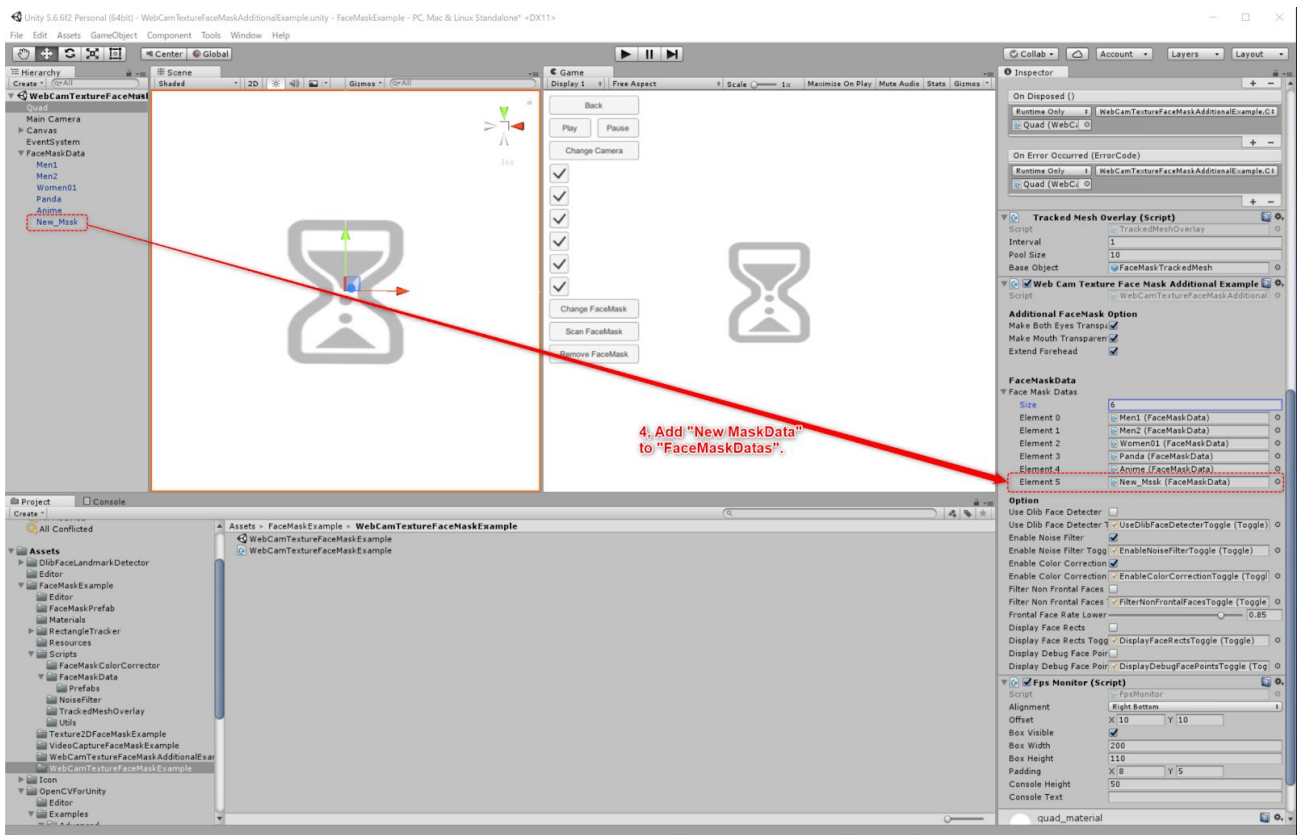 Unity 5.6.6f2 Personal (64bit) - WebCamTextureFaceMaskAdditionalExample.unity - FaceMaskExample - PC, Mac & Linux Standalone* <DX11>
File Edit Assets GameObject Component Tools Window Help
Center Global
Collab Account Layers Layout
Hierarchy
Create All
WebCamTextureFaceMas
Quad
Main Camera
Canvas
EventSystem
FaceMaskData
Men1
Men2
Women01
Panda
Anime
New_Mssk
Scene
Shaded 2D Gizmos All
Iso
Game
Display 1 Free Aspect Scale 1x Maximize On Play Mute Audio Stats Gizmos
Back
Play Pause
Change Camera
Change FaceMask
Scan FaceMask
Remove FaceMask
4, Add "New MaskData"
to "FaceMaskDatas".
Inspector
On Disposed ()
Runtime Only WebCamTextureFaceMaskAdditionalExample.C
Quad (WebCa
On Error Occurred (ErrorCode)
Runtime Only WebCamTextureFaceMaskAdditionalExample.C
Quad (WebCa
Tracked Mesh Overlay (Script)
Script TrackedMeshOverlay
Interval 1
Pool Size 10
Base Object FaceMaskTrackedMesh
Web Cam Texture Face Mask Additional Example
Script WebCamTextureFaceMaskAdditional
Additional FaceMask Option
Make Both Eyes Transpa
Make Mouth Transparen
Extend Forehead
FaceMaskData
Face Mask Datas
Size 6
Element 0 Men1 (FaceMaskData)
Element 1 Men2 (FaceMaskData)
Element 2 Women01 (FaceMaskData)
Element 3 Panda (FaceMaskData)
Element 4 Anime (FaceMaskData)
Element 5 New_Mssk (FaceMaskData)
Option
Use Dlib Face Detecter
Use Dlib Face Detecter T UseDlibFaceDetecterToggle (Toggle)
Enable Noise Filter
Enable Noise Filter Togg EnableNoiseFilterToggle (Toggle)
Enable Color Correction
Enable Color Correction EnableColorCorrectionToggle (Toggl
Filter Non Frontal Faces
Filter Non Frontal Faces FilterNonFrontalFacesToggle (Toggle)
Frontal Face Rate Lower 0.85
Display Face Rects
Display Face Rects Togg DisplayFaceRectsToggle (Toggle)
Display Debug Face Poir
Display Debug Face Poir DisplayDebugFacePointsToggle (Tog
Fps Monitor (Script)
Script FpsMonitor
Alignment Right Bottom
Offset X 10 Y 10
Box Visible
Box Width 200
Box Height 110
Padding X 8 Y 5
Console Height 50
Console Text
quad_material
Project Console
Create
All Conflicted
Assets
DlibFaceLandmarkDetector
Editor
FaceMaskExample
Editor
FaceMaskPrefab
Materials
RectangleTracker
Resources
Scripts
FaceMaskColorCorrector
FaceMaskData
Prefabs
NoiseFilter
TrackedMeshOverlay
Utils
Texture2DFaceMaskExample
VideoCaptureFaceMaskExample
WebCamTextureFaceMaskAdditionalExar
WebCamTextureFaceMaskExample
Icon
OpenCVForUnity
Editor
Examples
Assets FaceMaskExample WebCamTextureFaceMaskExample
WebCamTextureFaceMaskExample
WebCamTextureFaceMaskExample